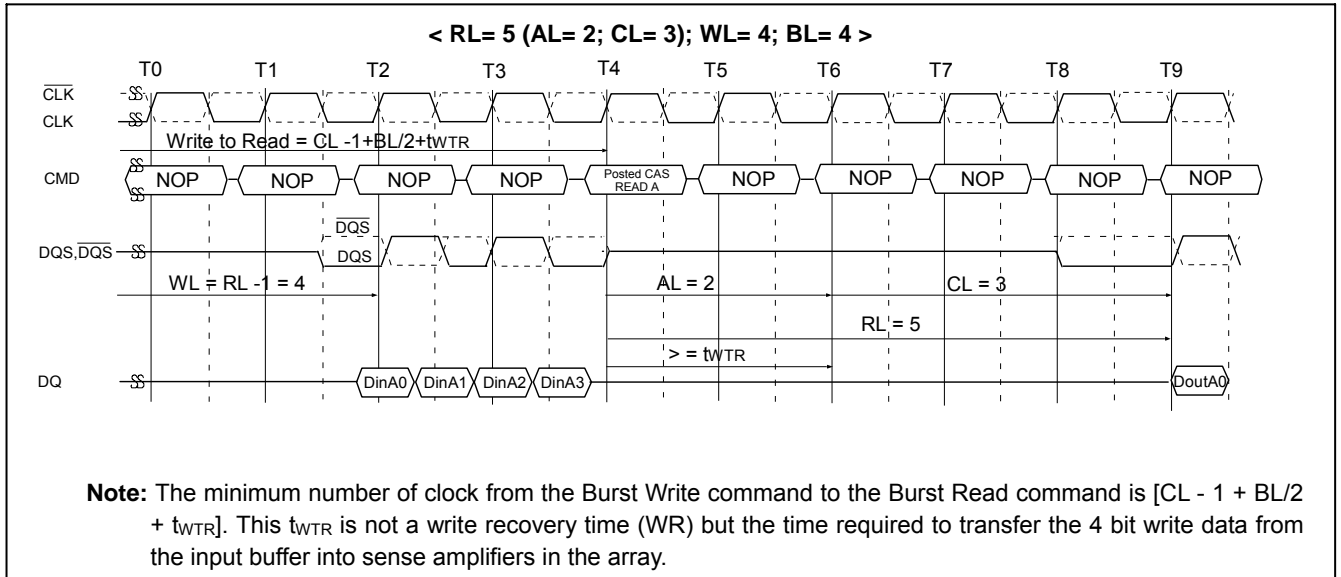 < RL= 5 (AL= 2; CL= 3); WL= 4; BL= 4 >
T0 T1 T2 T3 T4 T5 T6 T7 T8 T9
CLK
CLK
Write to Read = CL -1+BL/2+tWTR
CMD NOP NOP NOP NOP Posted CAS READ A NOP NOP NOP NOP NOP
DQS
DQS,DQS DQS
WL = RL -1 = 4 AL = 2 CL = 3
RL = 5
> = tWTR
DQ DinA0 DinA1 DinA2 DinA3 DoutA0
Note: The minimum number of clock from the Burst Write command to the Burst Read command is [CL - 1 + BL/2
+ tWTR]. This tWTR is not a write recovery time (WR) but the time required to transfer the 4 bit write data from
the input buffer into sense amplifiers in the array.